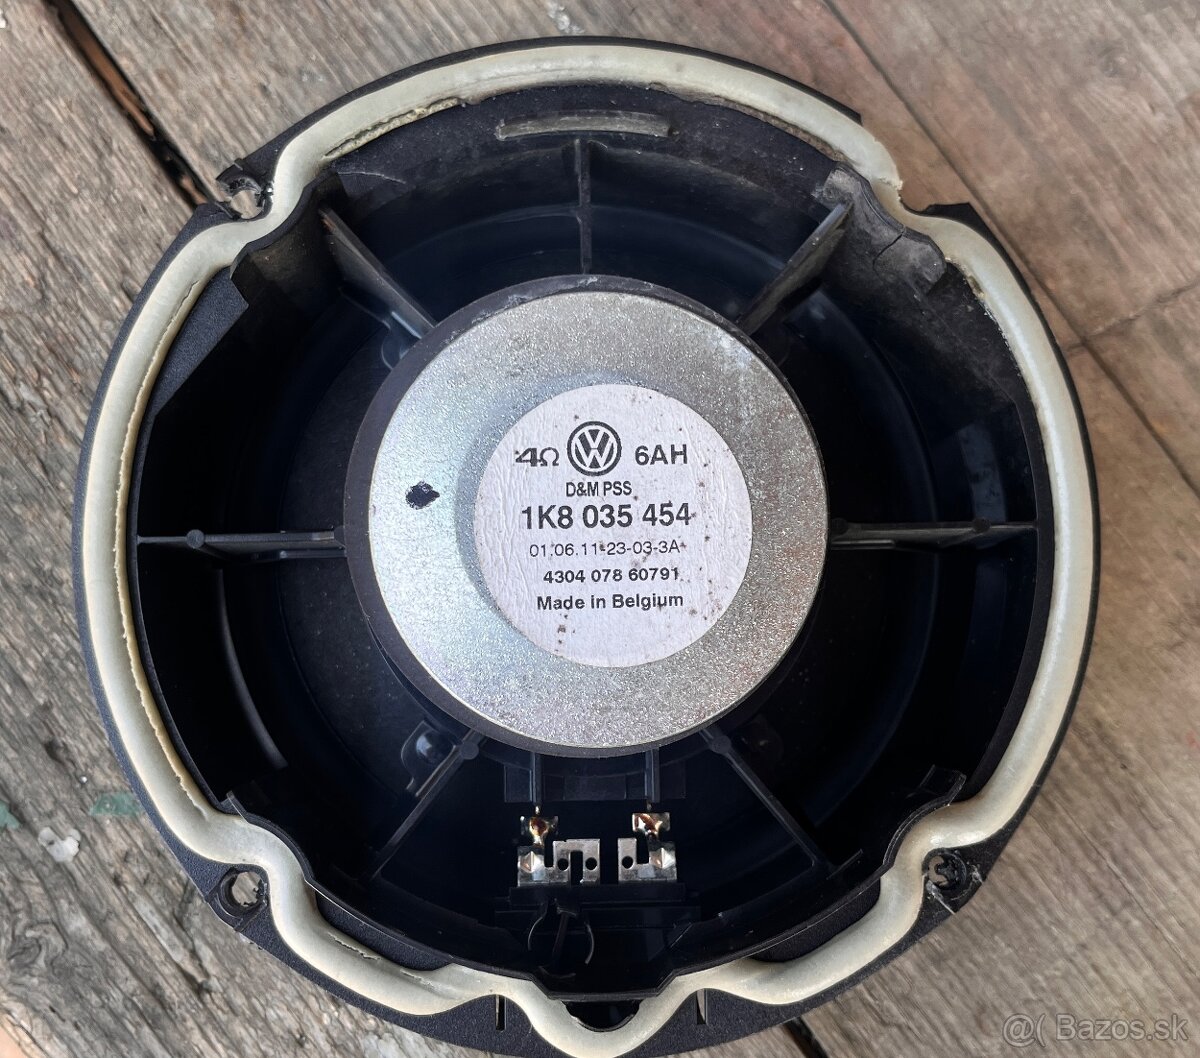 4Ω VW 6AH
D&M PSS
1K8 035 454
01.06.11-23-03-3A
4304 078 60791
Made in Belgium
@( Bazos.sk